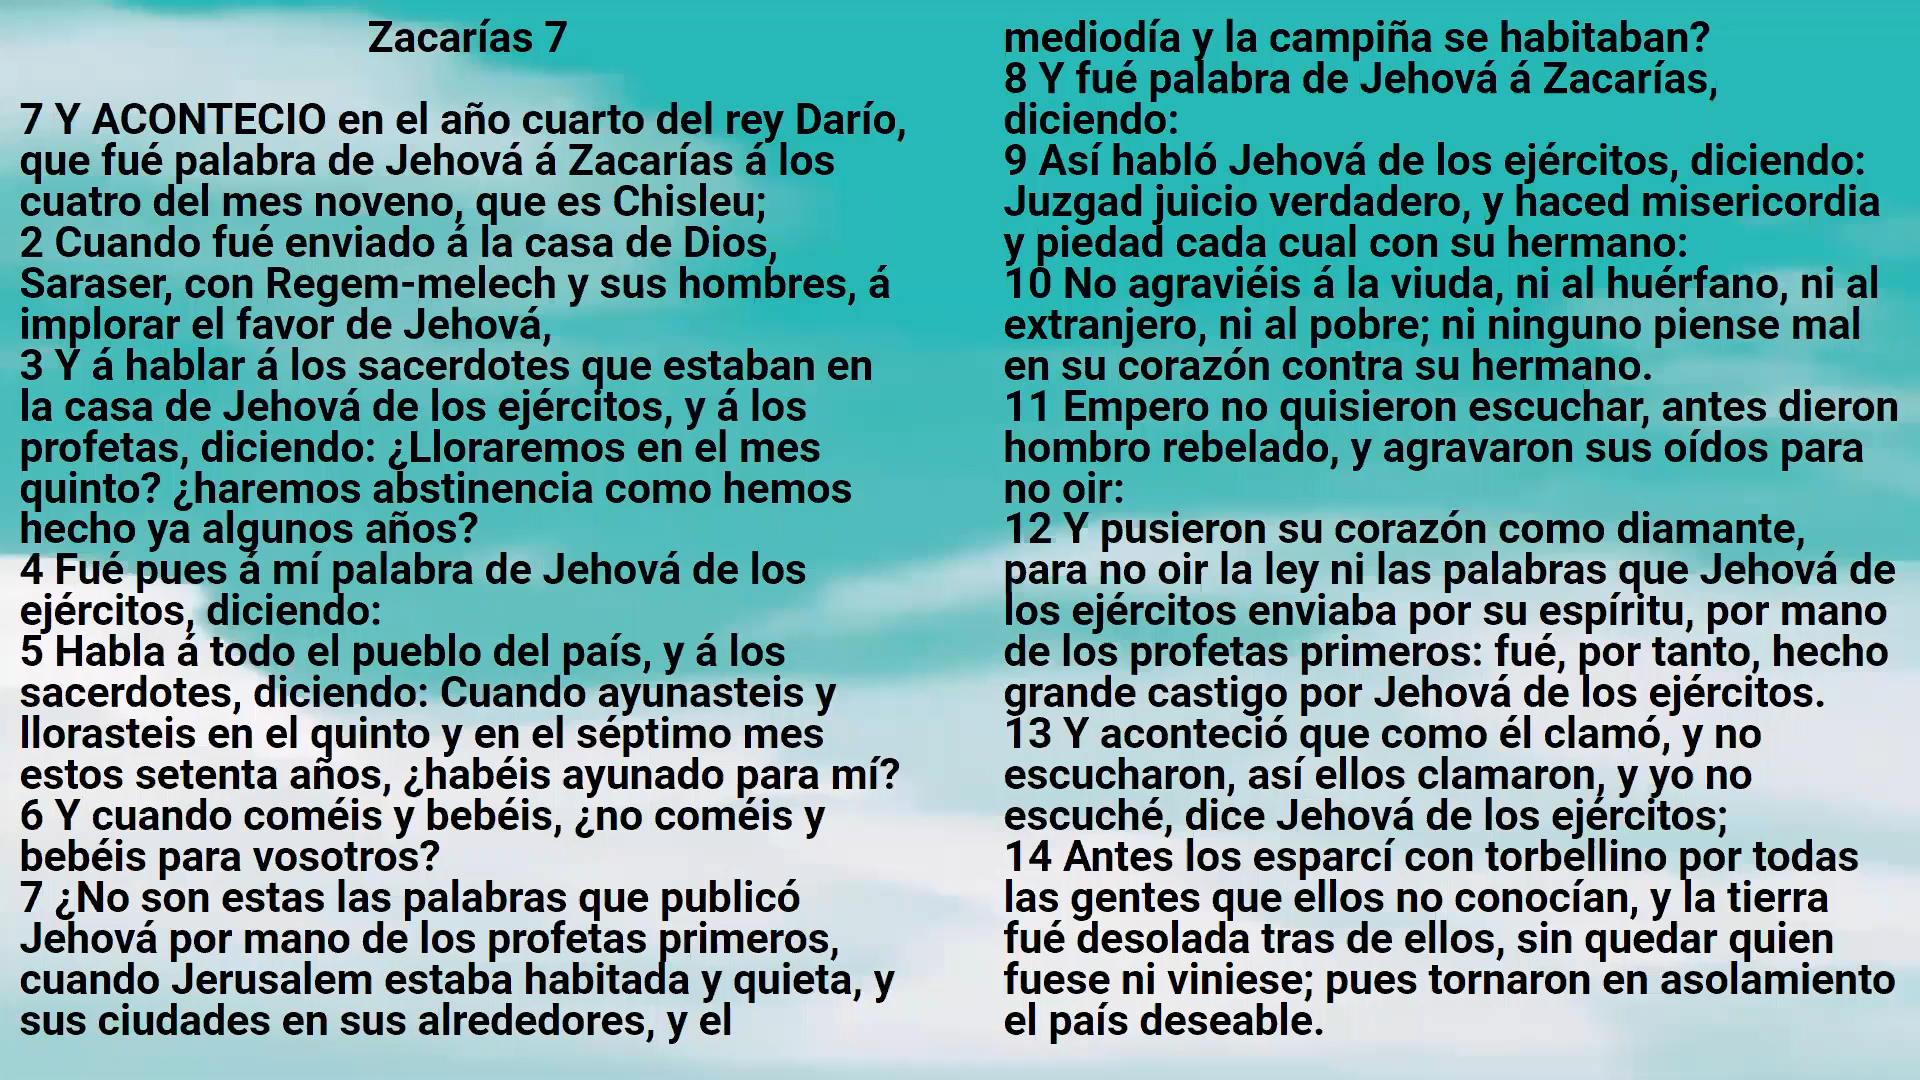 Zacarías 7
7 Y ACONTECIO en el año cuarto del rey Darío,
que fué palabra de Jehová á Zacarías á los
cuatro del mes noveno, que es Chisleu;
2 Cuando fué enviado á la casa de Dios,
Saraser, con Regem-melech y sus hombres, á
implorar el favor de Jehová,
3 Y á hablar á los sacerdotes que estaban en
la casa de Jehová de los ejércitos, y á los
profetas, diciendo: ¿Lloraremos en el mes
quinto? ¿haremos abstinencia como hemos
hecho ya algunos años?
4 Fué pues á mí palabra de Jehová de los
ejércitos, diciendo:
5 Habla á todo el pueblo del país, y á los
sacerdotes, diciendo: Cuando ayunasteis y
llorasteis en el quinto y en el séptimo mes
estos setenta años, ¿habéis ayunado para mí?
6 Y cuando coméis y bebéis, ¿no coméis y
bebéis para vosotros?
7 ¿No son estas las palabras que publicó
Jehová por mano de los profetas primeros,
cuando Jerusalem estaba habitada y quieta, y
sus ciudades en sus alrededores, y el
mediodía y la campiña se habitaban?
8 Y fué palabra de Jehová á Zacarías,
diciendo:
9 Así habló Jehová de los ejércitos, diciendo:
Juzgad juicio verdadero, y haced misericordia
y piedad cada cual con su hermano:
10 No agraviéis á la viuda, ni al huérfano, ni al
extranjero, ni al pobre; ni ninguno piense mal
en su corazón contra su hermano.
11 Empero no quisieron escuchar, antes dieron
hombro rebelado, y agravaron sus oídos para
no oir:
12 Y pusieron su corazón como diamante,
para no oir la ley ni las palabras que Jehová de
los ejércitos enviaba por su espíritu, por mano
de los profetas primeros: fué, por tanto, hecho
grande castigo por Jehová de los ejércitos.
13 Y aconteció que como él clamó, y no
escucharon, así ellos clamaron, y yo no
escuché, dice Jehová de los ejércitos;
14 Antes los esparcí con torbellino por todas
las gentes que ellos no conocían, y la tierra
fué desolada tras de ellos, sin quedar quien
fuese ni viniese; pues tornaron en asolamiento
el país deseable.